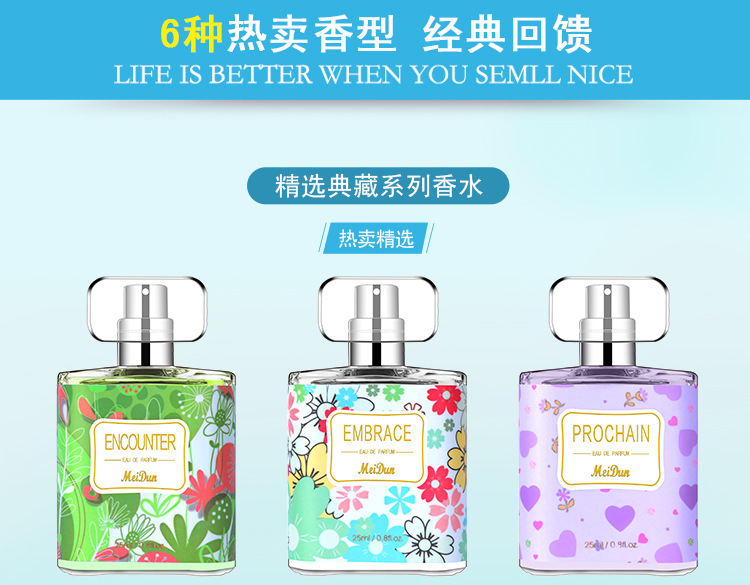 6种热卖香型 经典回馈
LIFE IS BETTER WHEN YOU SEMLL NICE
精选典藏系列香水
热卖精选
ENCOUNTER
EAU DE PARFUM
MeiDun
EMBRACE
EAU DE PARFUM
MeiDun
25ml / 0.8fl.oz.
PROCHAIN
EAU DE PARFUM
MeiDun
25ml / 0.9fl.oz.